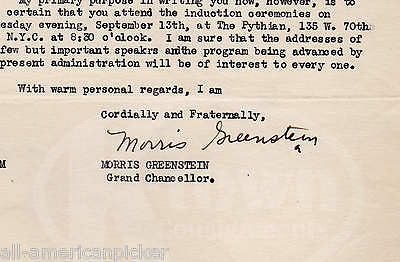 My primary purpose in writing you now, however, is to
certain that you attend the induction ceremonies on
esday evening, September 13th, at The Pythian, 135 W. 70th
N.Y.C. at 8:30 o'clock. I am sure that the addresses of
few but important speakrs andthe program being advanced by
present administration will be of interest to every one.
With warm personal regards, I am
Cordially and Fraternally,
Morris Greenstein
M
MORRIS GREENSTEIN
Grand Chancellor.
all-americanpicker